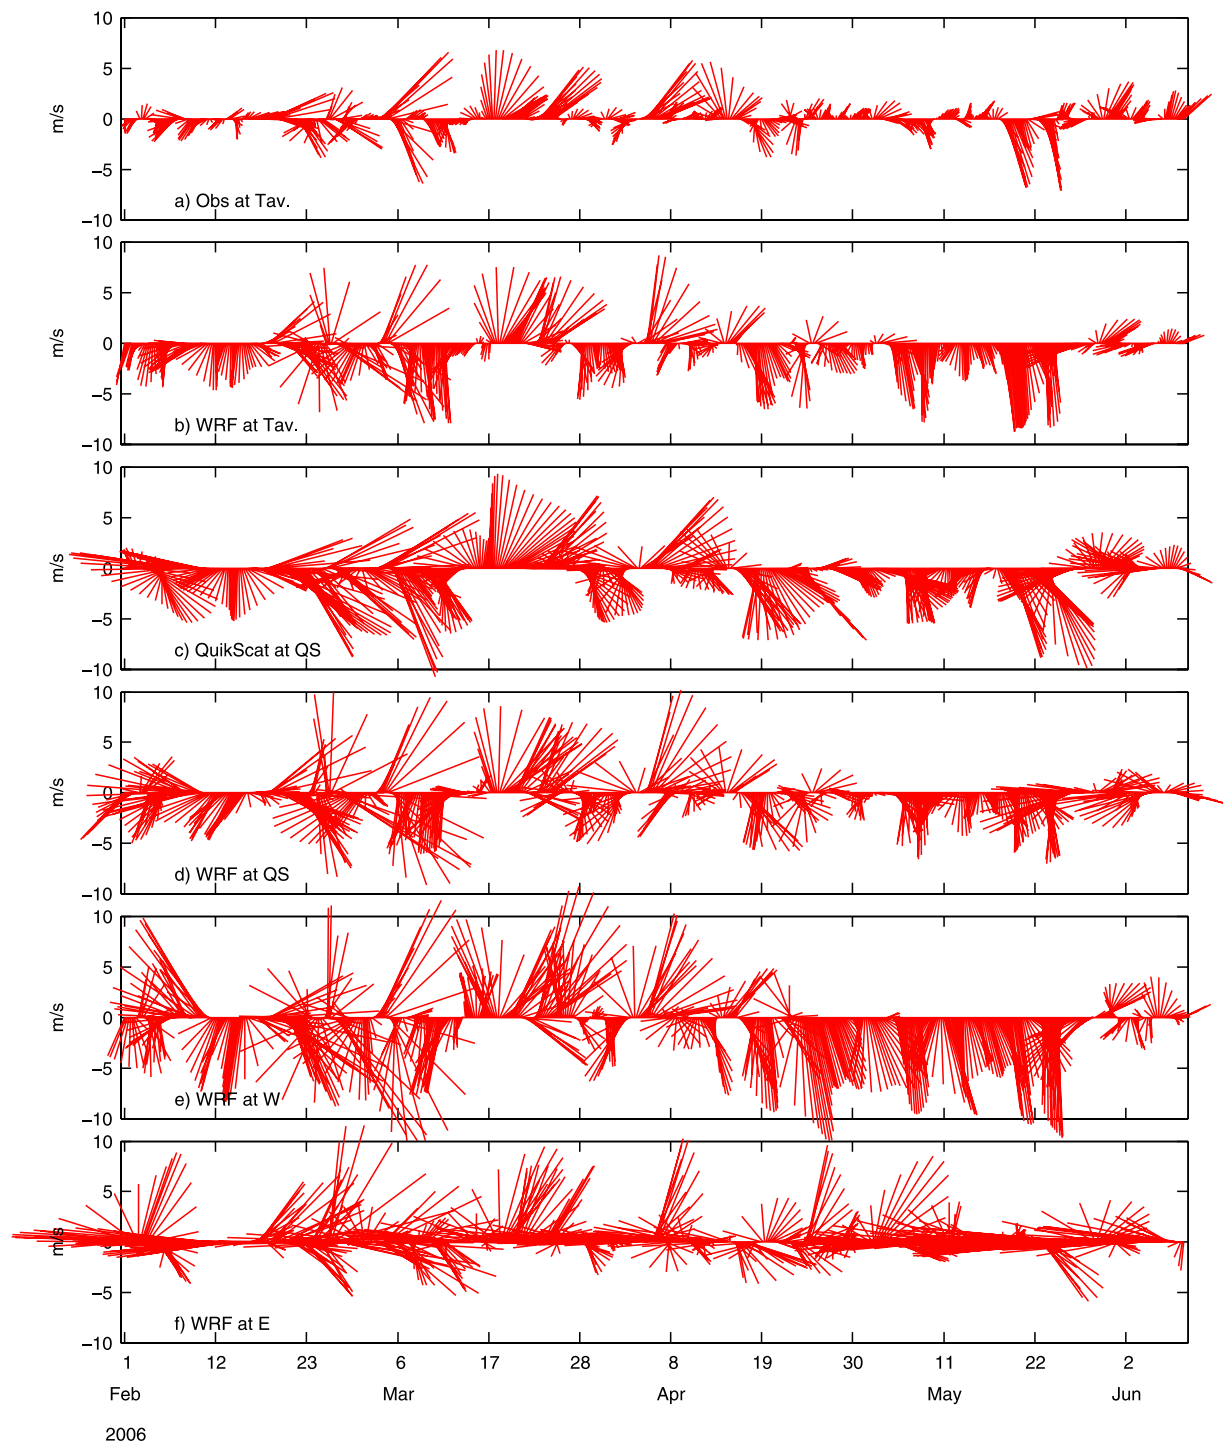 10
5
m/s
0
−5
a) Obs at Tav.
−10
10
5
m/s
0
−5
b) WRF at Tav.
−10
10
5
m/s
0
−5
c) QuikScat at QS
−10
10
5
m/s
0
−5
d) WRF at QS
−10
10
5
m/s
0
−5
e) WRF at W
−10
10
5
m/s
−5
f) WRF at E
−10
1 12 23 6 17 28 8 19 30 11 22 2
Feb Mar Apr May Jun
2006